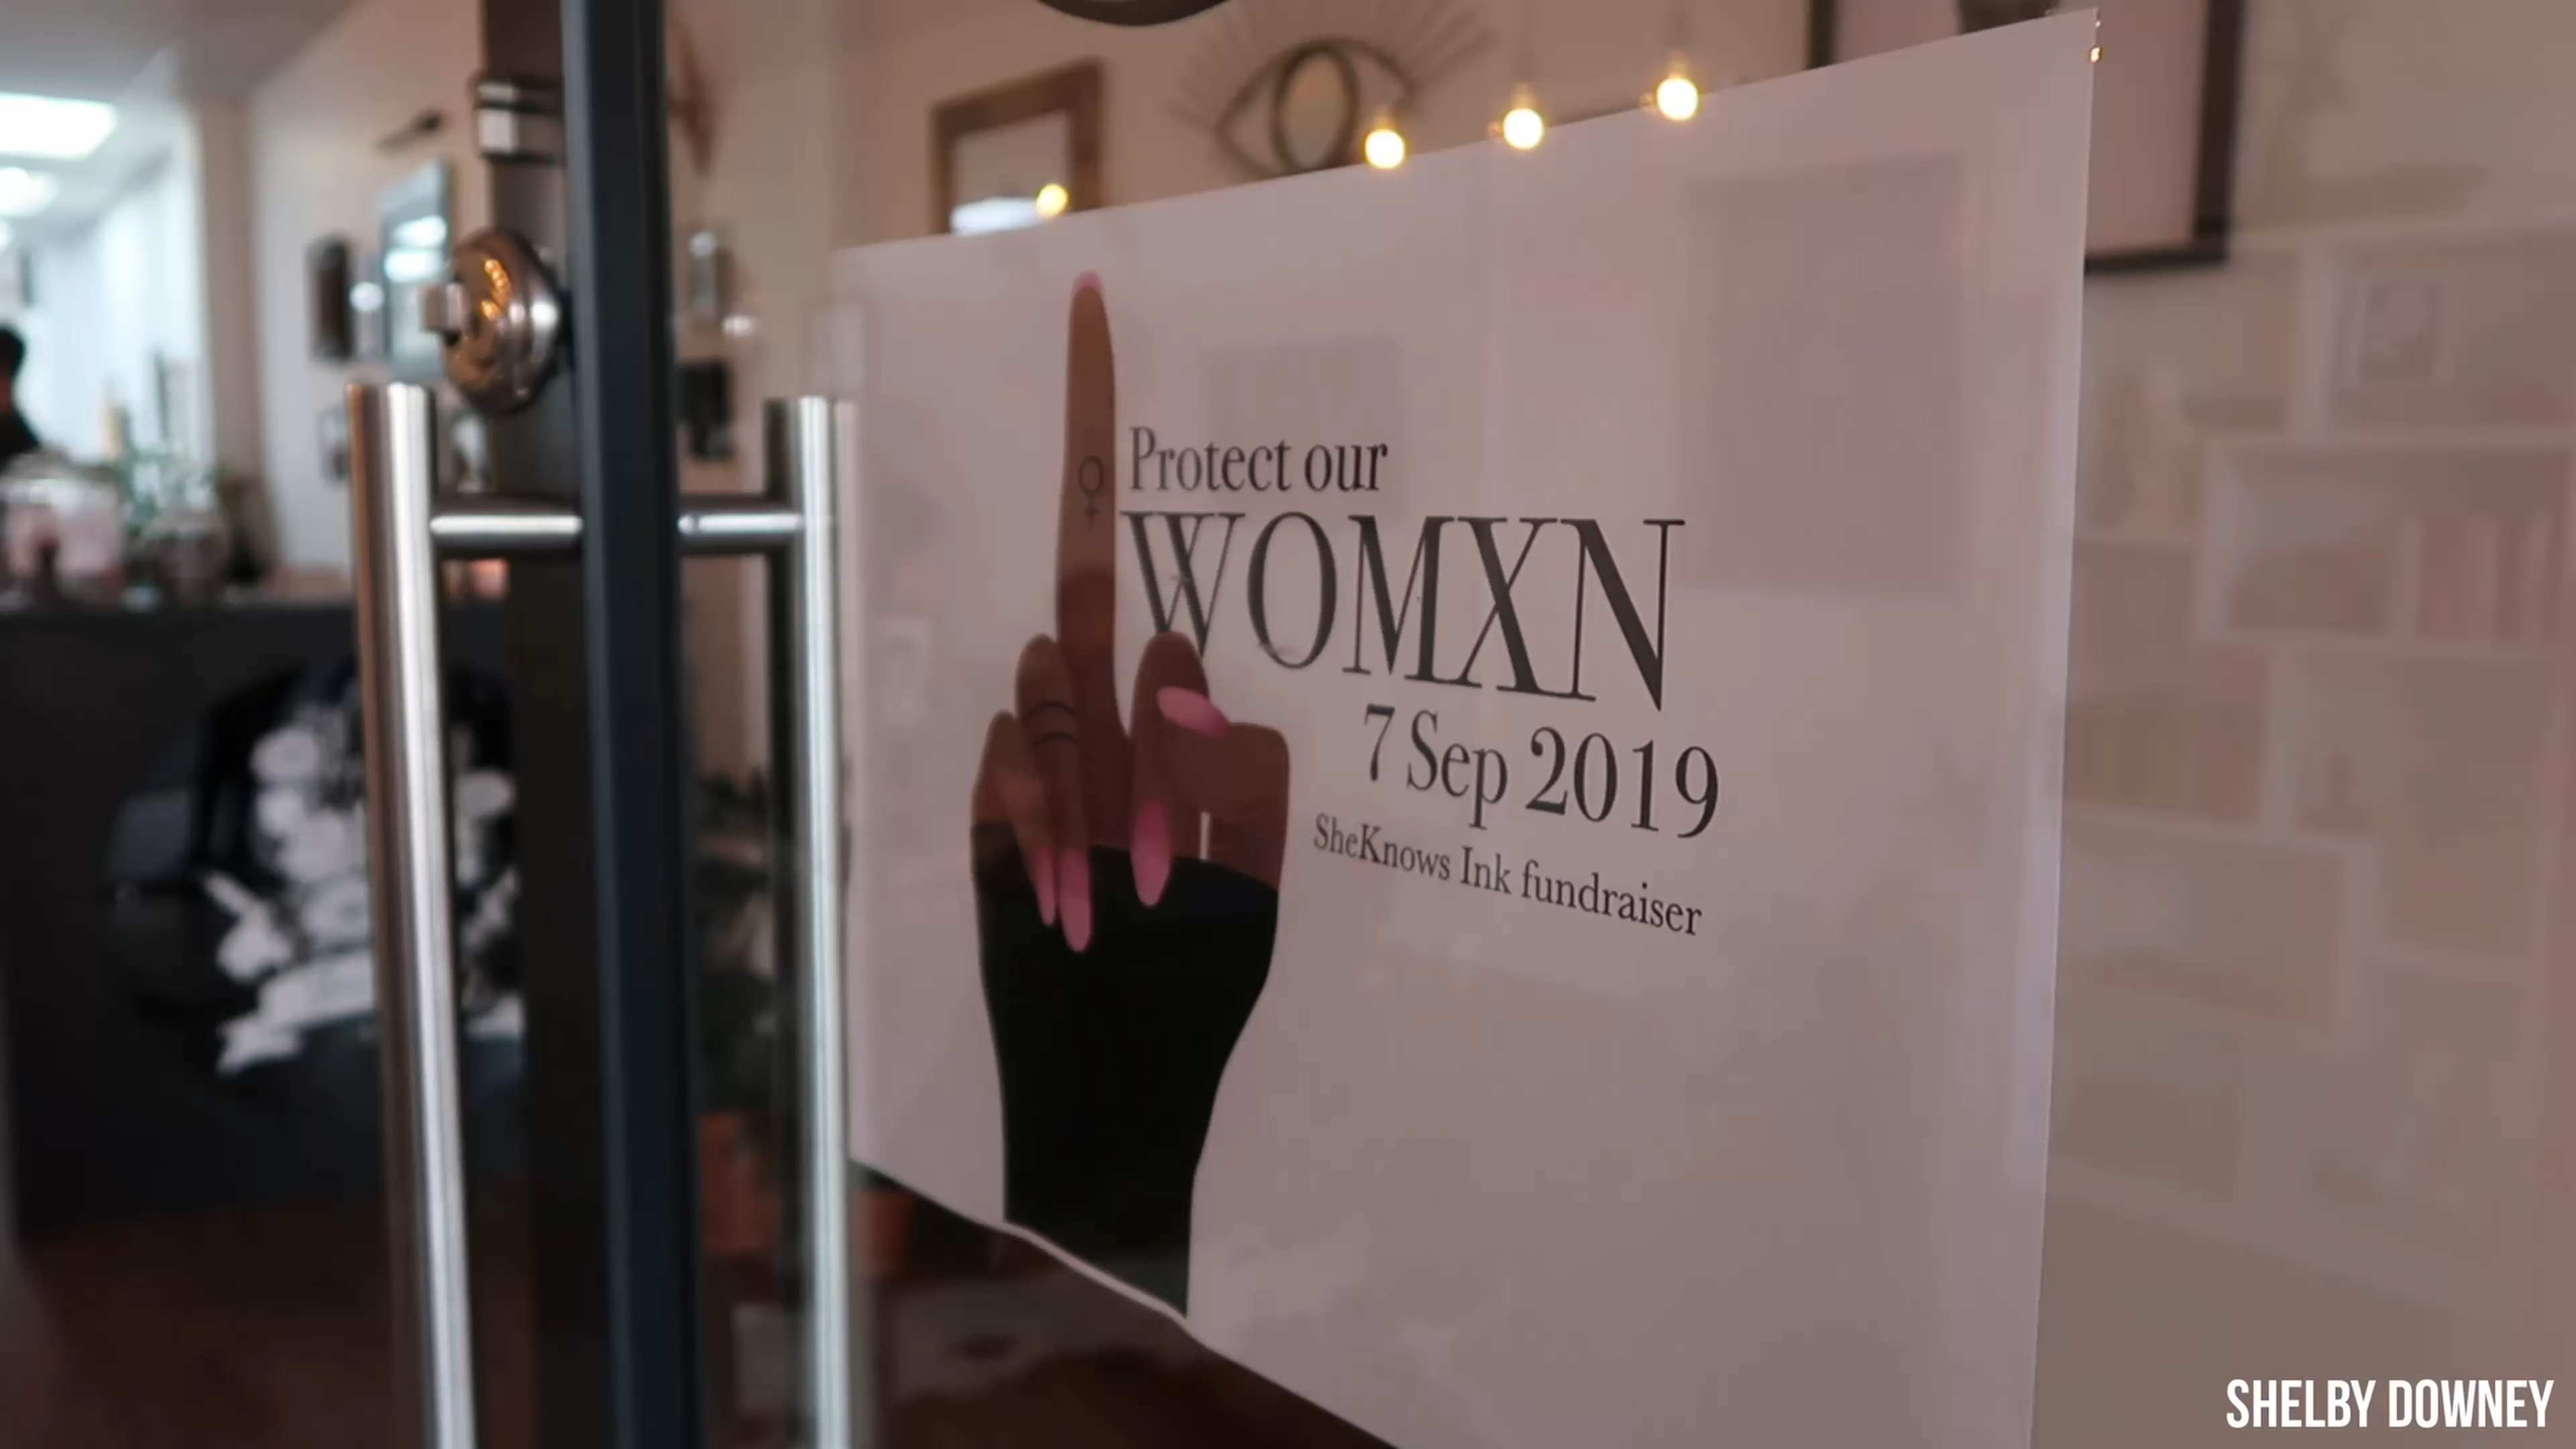 Protect our
WOMXN
7 Sep 2019
SheKnows Ink fundraiser
SHELBY DOWNEY